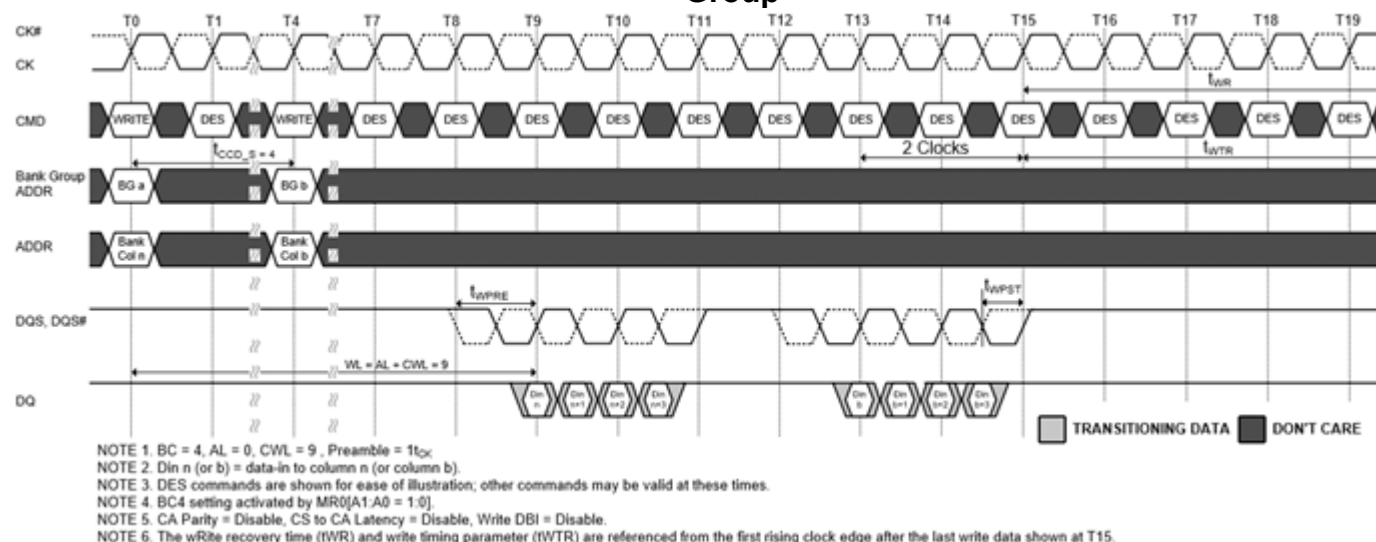 Group
T0 T1 T4 T7 T8 T9 T10 T11 T12 T13 T14 T15 T16 T17 T18 T19
CK#
CK
tWR
CMD WRITE DES WRITE DES DES DES DES DES DES DES DES DES DES DES DES DES
tCCD_S = 4 2 Clocks tWTR
Bank Group
ADDR BG a BG b
ADDR Bank Col n Bank Col b
tWPRE tWPST
DQS, DQS#
WL = AL + CWL = 9
DQ Din n Din n+1 Din n+2 Din n+3 Din b Din b+1 Din b+2 Din b+3
TRANSITIONING DATA DON'T CARE
NOTE 1. BC = 4, AL = 0, CWL = 9 , Preamble = 1tCK
NOTE 2. Din n (or b) = data-in to column n (or column b).
NOTE 3. DES commands are shown for ease of illustration; other commands may be valid at these times.
NOTE 4. BC4 setting activated by MR0[A1:A0 = 1:0].
NOTE 5. CA Parity = Disable, CS to CA Latency = Disable, Write DBI = Disable.
NOTE 6. The wRite recovery time (tWR) and write timing parameter (tWTR) are referenced from the first rising clock edge after the last write data shown at T15.